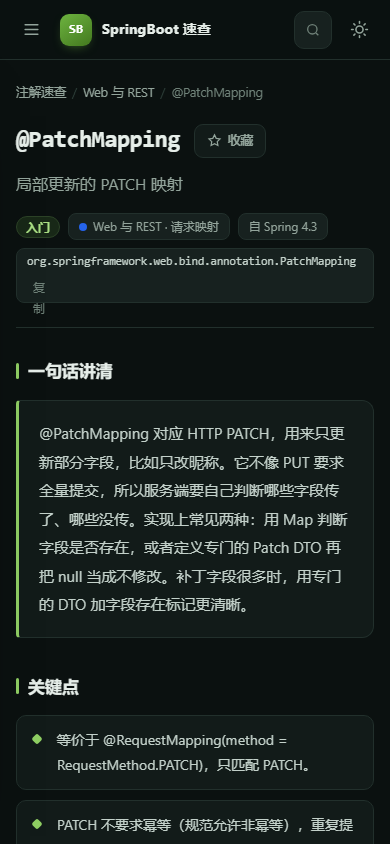 SB SpringBoot 速查
注解速查 / Web 与 REST / @PatchMapping
@PatchMapping 收藏
局部更新的 PATCH 映射
入门 Web 与 REST · 请求映射 自 Spring 4.3
org.springframework.web.bind.annotation.PatchMapping
复
制
一句话讲清
@PatchMapping 对应 HTTP PATCH，用来只更
新部分字段，比如只改昵称。它不像 PUT 要求
全量提交，所以服务端要自己判断哪些字段传
了、哪些没传。实现上常见两种：用 Map 判断
字段是否存在，或者定义专门的 Patch DTO 再
把 null 当成不修改。补丁字段很多时，用专门
的 DTO 加字段存在标记更清晰。
关键点
等价于 @RequestMapping(method =
RequestMethod.PATCH)，只匹配 PATCH。
PATCH 不要求幂等（规范允许非幂等），重复提